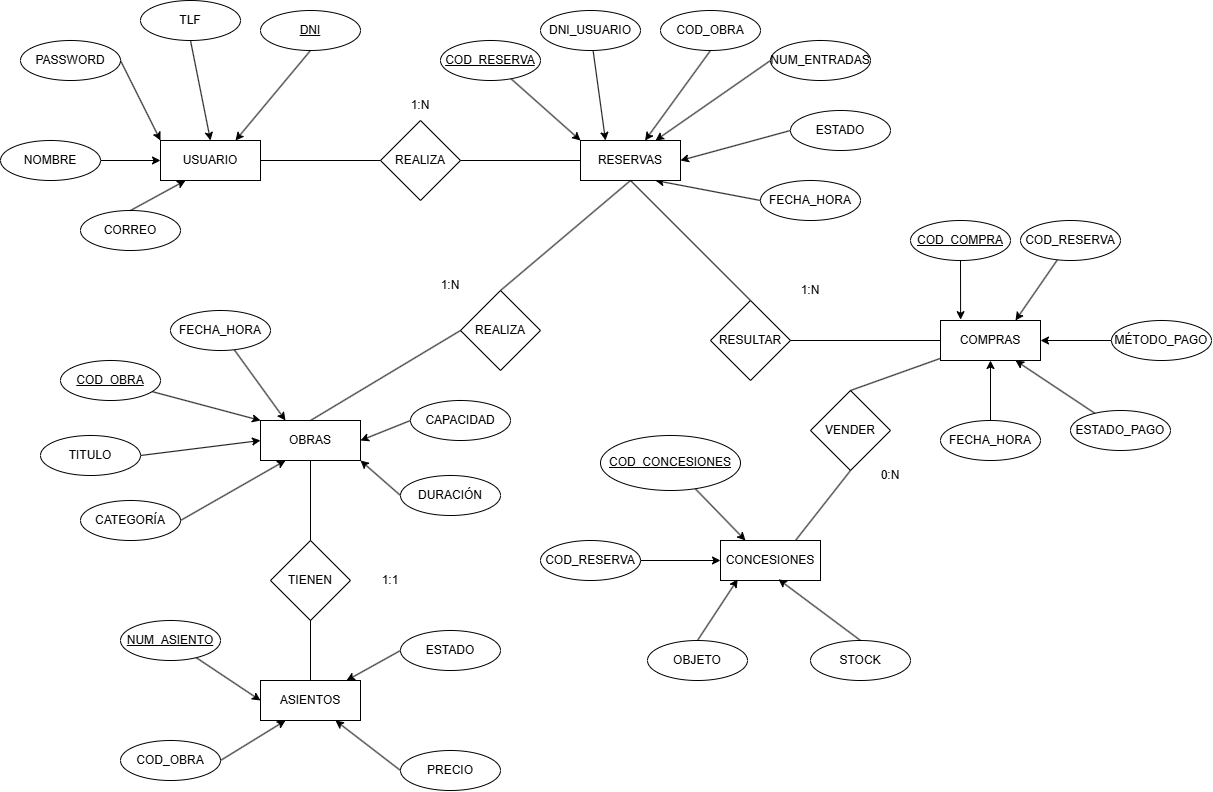 TLF
DNI
PASSWORD
NOMBRE
CORREO
USUARIO
1:N
REALIZA
COD_RESERVA
DNI_USUARIO
COD_OBRA
NUM_ENTRADAS
ESTADO
FECHA_HORA
RESERVAS
1:N
REALIZA
1:N
RESULTAR
COD_COMPRA
COD_RESERVA
COMPRAS
MÉTODO_PAGO
ESTADO_PAGO
FECHA_HORA
VENDER
0:N
FECHA_HORA
COD_OBRA
TITULO
CATEGORÍA
OBRAS
CAPACIDAD
DURACIÓN
COD_CONCESIONES
COD_RESERVA
CONCESIONES
OBJETO
STOCK
TIENEN
1:1
NUM_ASIENTO
ESTADO
ASIENTOS
COD_OBRA
PRECIO